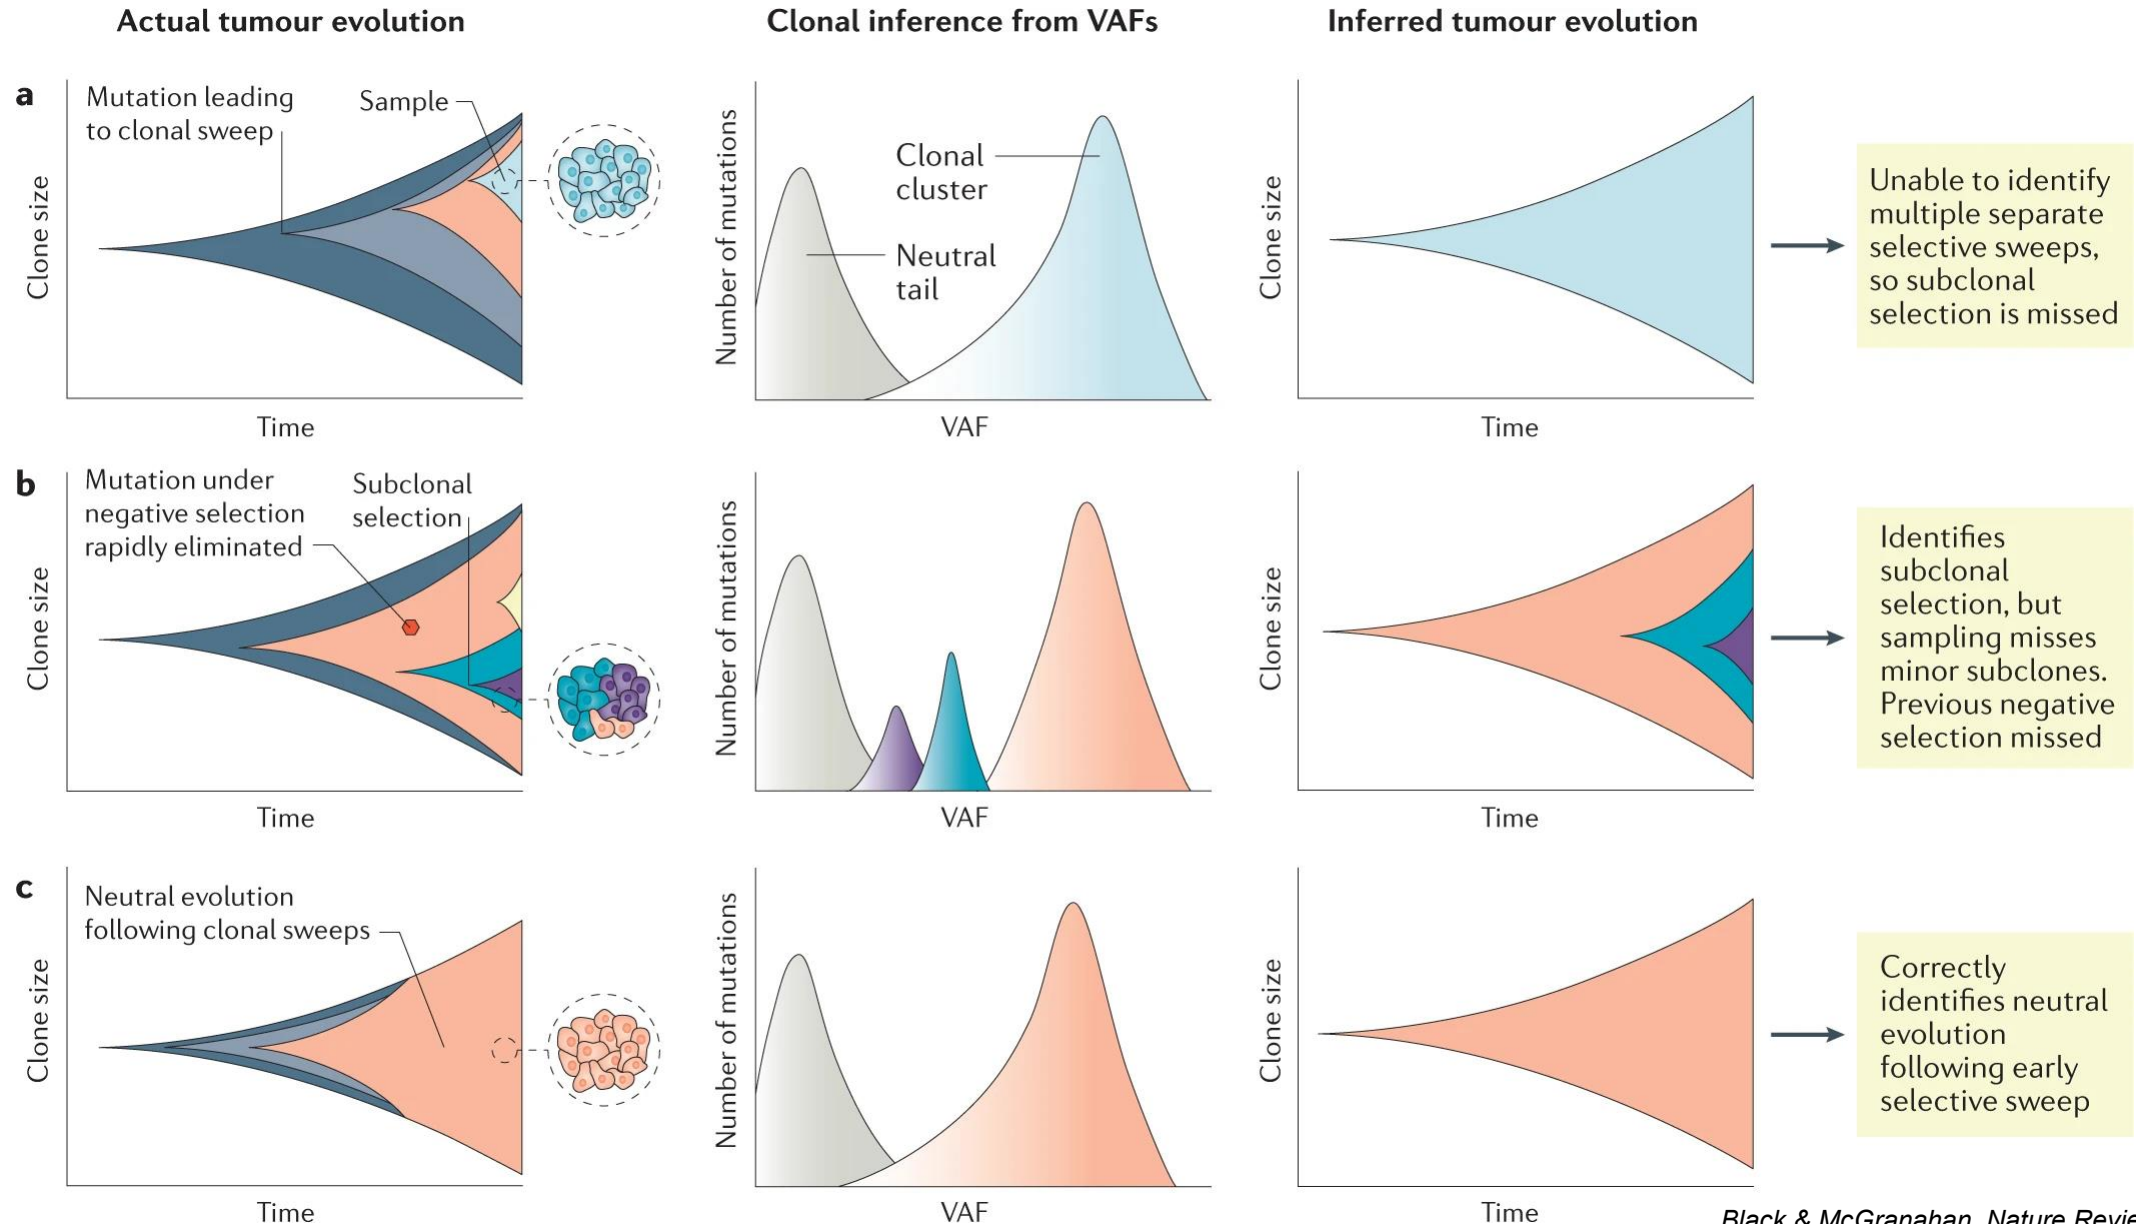 Actual tumour evolution
Clonal inference from VAFs
Inferred tumour evolution
a
Mutation leading
to clonal sweep
Sample
Clone size
Time
Number of mutations
Clonal
cluster
Neutral
tail
VAF
Clone size
Time
Unable to identify
multiple separate
selective sweeps,
so subclonal
selection is missed
b
Mutation under
negative selection
rapidly eliminated
Subclonal
selection
Clone size
Time
Number of mutations
VAF
Clone size
Time
Identifies
subclonal
selection, but
sampling misses
minor subclones.
Previous negative
selection missed
c
Neutral evolution
following clonal sweeps
Clone size
Time
Number of mutations
VAF
Clone size
Time
Correctly
identifies neutral
evolution
following early
selective sweep
Black & McGranahan, Nature Revie